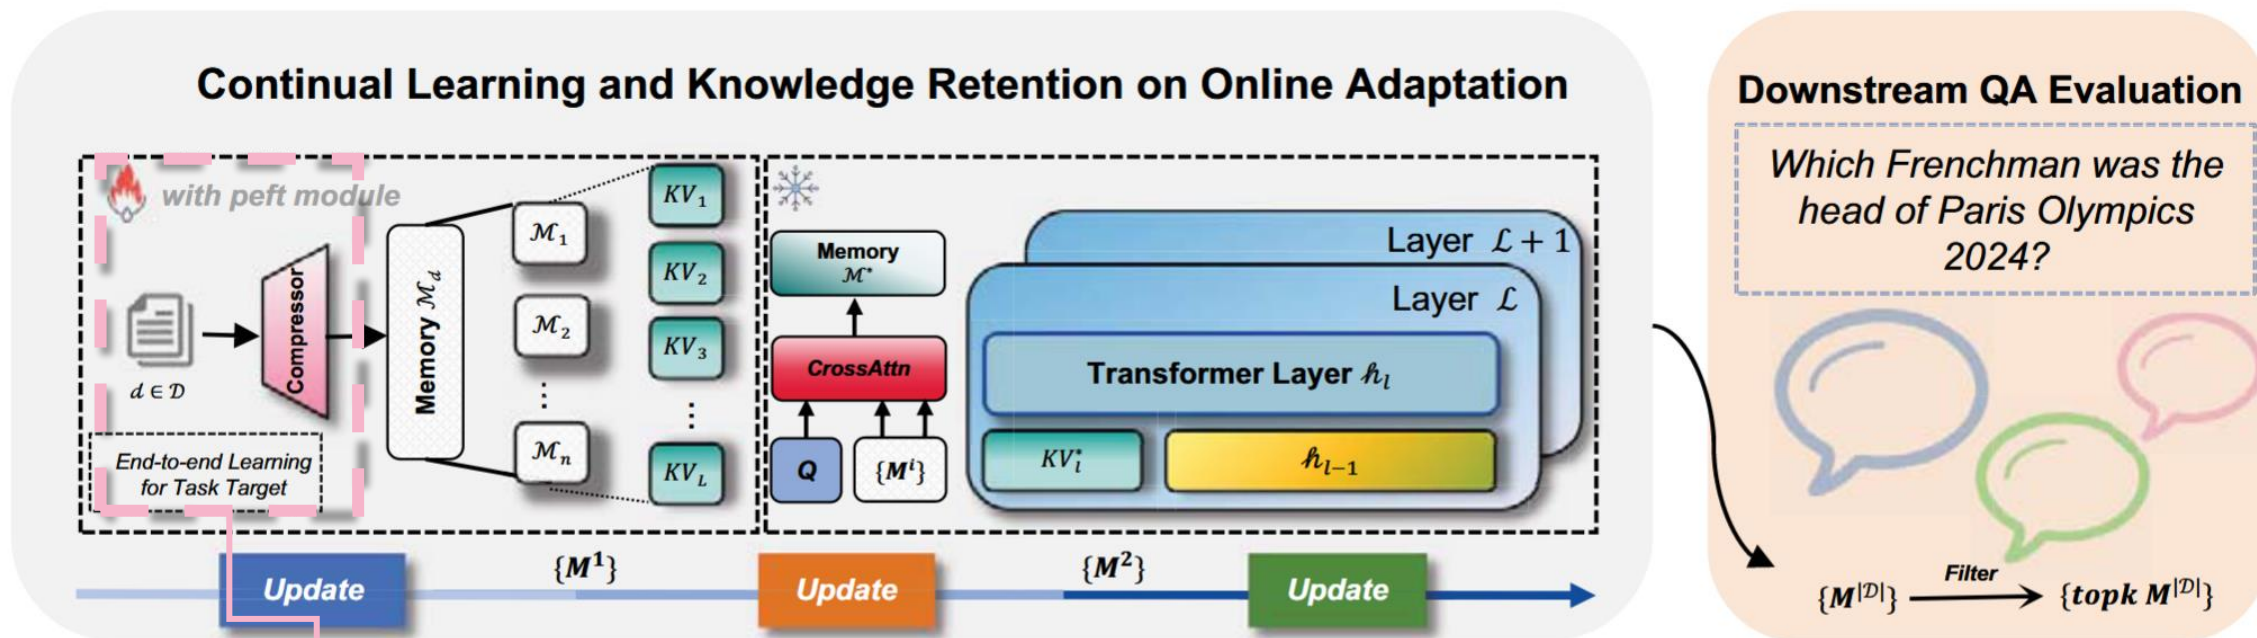 Continual Learning and Knowledge Retention on Online Adaptation
with peft module
d ∈ 𝒟
Compressor
End-to-end Learning
for Task Target
Memory ℳ_d
ℳ_1
ℳ_2
⋮
ℳ_n
KV_1
KV_2
KV_3
⋮
KV_L
Memory
ℳ*
CrossAttn
Q
{M^i}
Layer ℒ + 1
Layer ℒ
Transformer Layer 𝒽_l
KV_l^*
𝒽_{l−1}
Update
{M^1}
Update
{M^2}
Update
Downstream QA Evaluation
Which Frenchman was the
head of Paris Olympics
2024?
{M^{|𝒟|}}
Filter
{topk M^{|𝒟|}}